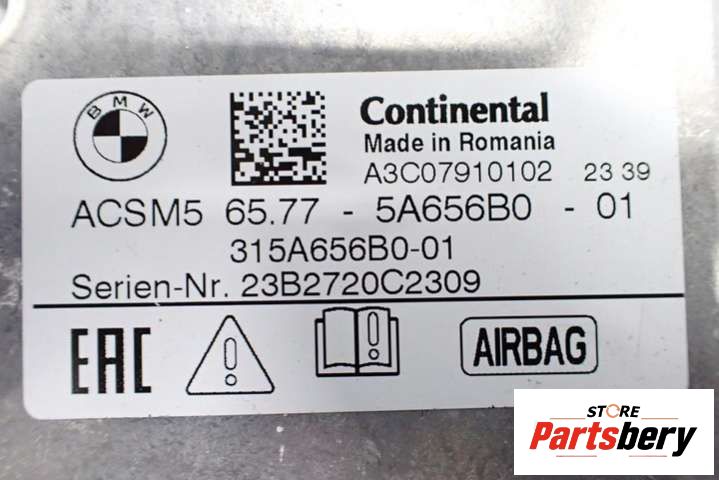 BMW
Continental
Made in Romania
A3C07910102 23 39
ACSM5 65.77 - 5A656B0 - 01
315A656B0-01
Serien-Nr. 23B2720C2309
EAC
AIRBAG
STORE
Partsbery